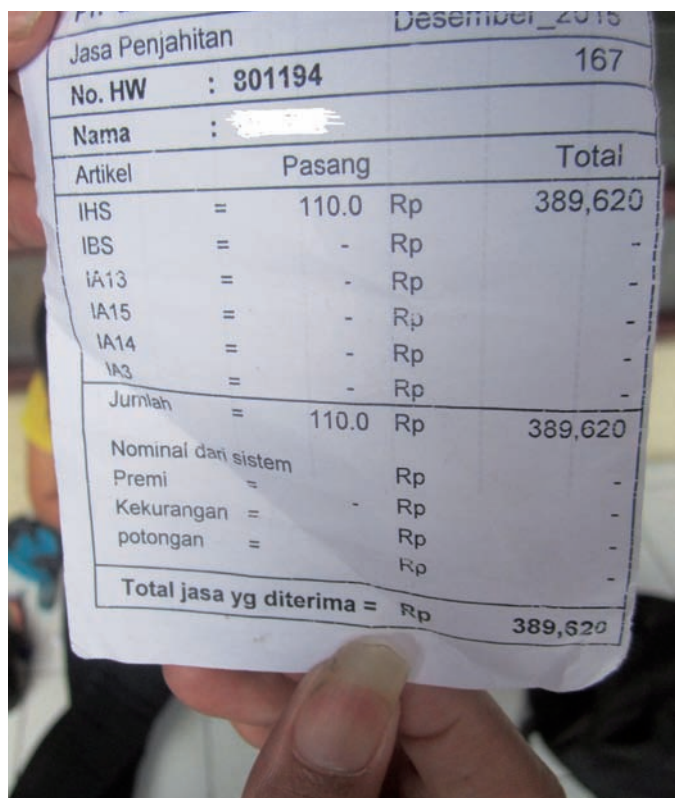 Desember_2015
Jasa Penjahitan 167
No. HW : 801194
Nama :
Artikel Pasang Total
IHS = 110.0 Rp 389,620
IBS = - Rp -
IA13 = - Rp -
IA15 = - Rp -
IA14 = - Rp -
IA3 = - Rp -
Jumlah = 110.0 Rp 389,620
Nominal dari sistem
Premi = Rp -
Kekurangan = - Rp -
potongan = Rp -
Rp -
Total jasa yg diterima = Rp 389,620